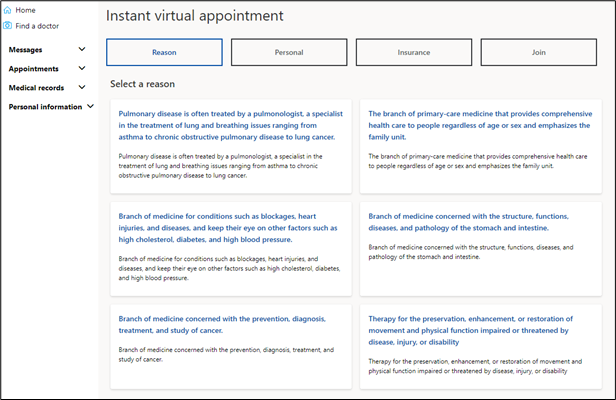 Home
Instant virtual appointment
Find a doctor
Messages
Appointments
Medical records
Personal information
Reason
Personal
Insurance
Join
Select a reason
Pulmonary disease is often treated by a pulmonologist, a specialist
in the treatment of lung and breathing issues ranging from
asthma to chronic obstructive pulmonary disease to lung cancer.
Pulmonary disease is often treated by a pulmonologist, a specialist in the
treatment of lung and breathing issues ranging from asthma to chronic
obstructive pulmonary disease to lung cancer.
The branch of primary-care medicine that provides comprehensive
health care to people regardless of age or sex and emphasizes the
family unit.
The branch of primary-care medicine that provides comprehensive health care
to people regardless of age or sex and emphasizes the family unit.
Branch of medicine for conditions such as blockages, heart
injuries, and diseases, and keep their eye on other factors such as
high cholesterol, diabetes, and high blood pressure.
Branch of medicine for conditions such as blockages, heart injuries, and
diseases, and keep their eye on other factors such as high cholesterol, diabetes,
and high blood pressure.
Branch of medicine concerned with the structure, functions,
diseases, and pathology of the stomach and intestine.
Branch of medicine concerned with the structure, functions, diseases, and
pathology of the stomach and intestine.
Branch of medicine concerned with the prevention, diagnosis,
treatment, and study of cancer.
Branch of medicine concerned with the prevention, diagnosis, treatment, and
study of cancer.
Therapy for the preservation, enhancement, or restoration of
movement and physical function impaired or threatened by
disease, injury, or disability
Therapy for the preservation, enhancement, or restoration of movement and
physical function impaired or threatened by disease, injury, or disability